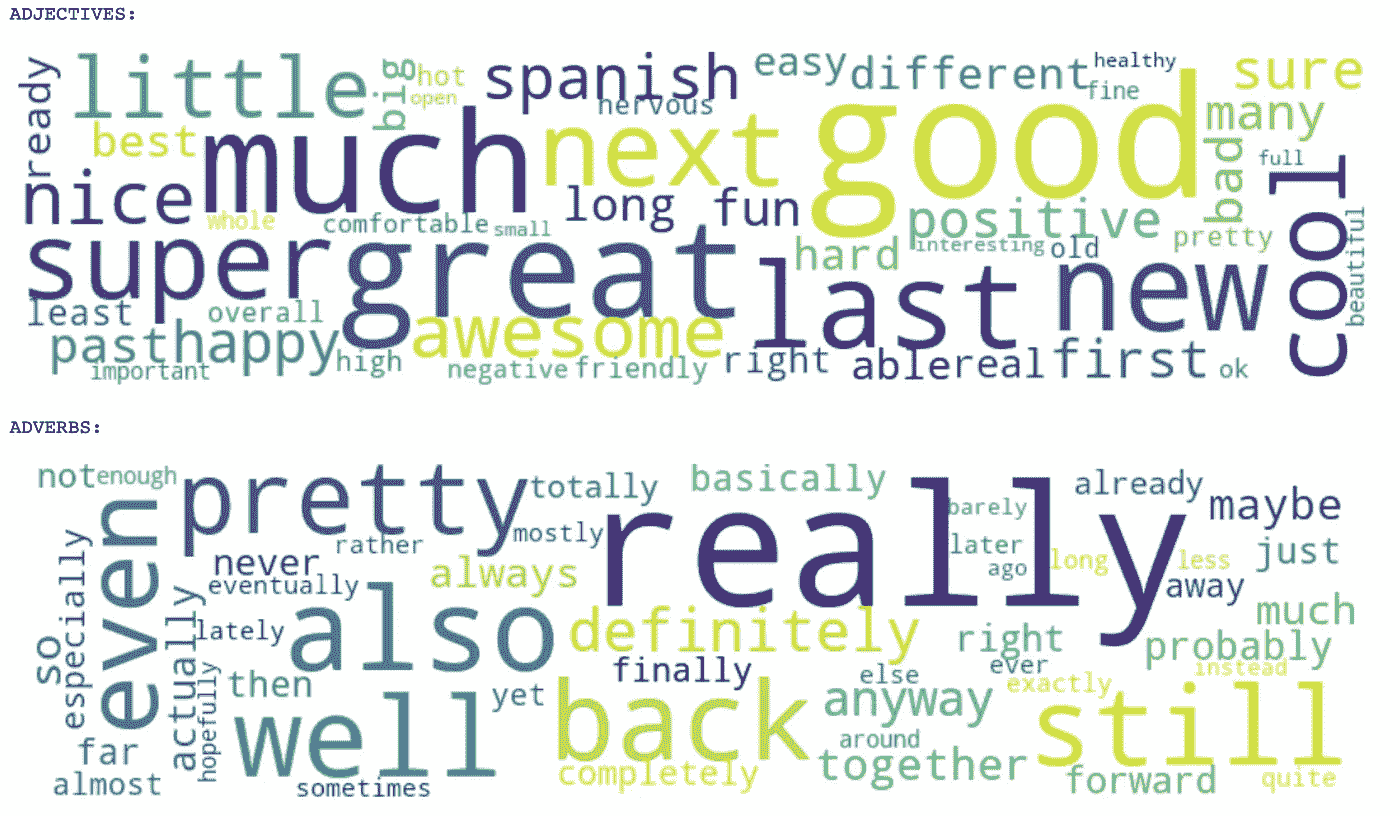 ADJECTIVES:
ready little big hot open spanish nervous easy different healthy fine sure many
best much next good bad full cool
nice whole comfortable small long fun positive hard interesting old pretty beautiful
super great last new
least overall awesome
past happy high important negative friendly right able real first ok
ADVERBS:
not enough pretty totally mostly basically really barely already maybe
even never rather always later ago long less away just
especially eventually also definitely right much probably
so actually lately finally else ever exactly instead
hopefully then yet back anyway still
far well around
almost sometimes completely together forward quite